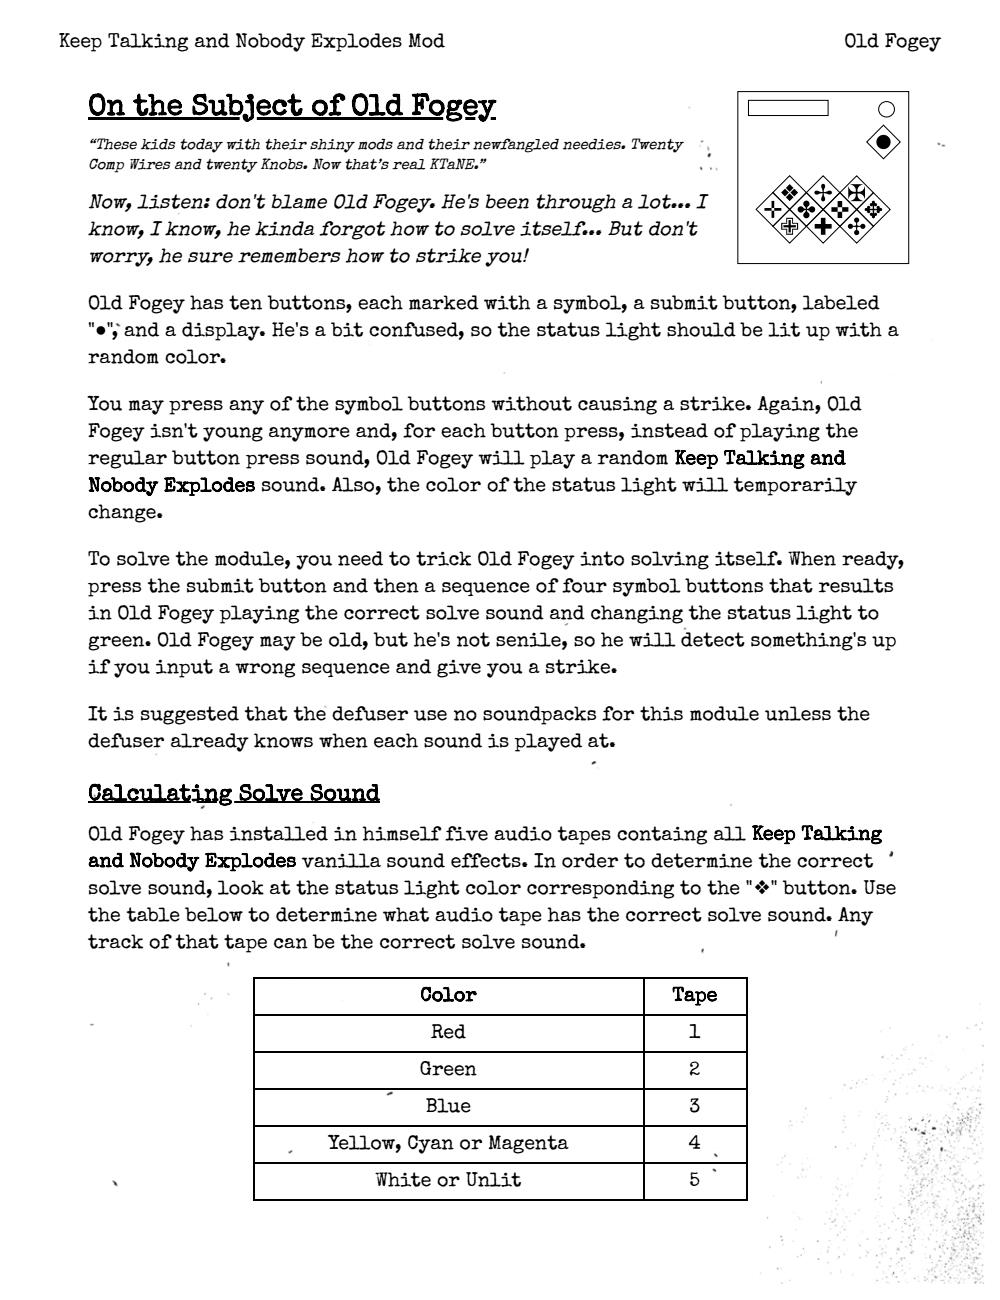 Keep Talking and Nobody Explodes Mod
Old Fogey
On the Subject of Old Fogey
“These kids today with their shiny mods and their newfangled needies. Twenty
Comp Wires and twenty Knobs. Now that’s real KTaNE.”
Now, listen: don't blame Old Fogey. He's been through a lot... I
know, I know, he kinda forgot how to solve itself... But don't
worry, he sure remembers how to strike you!
Old Fogey has ten buttons, each marked with a symbol, a submit button, labeled
"●", and a display. He's a bit confused, so the status light should be lit up with a
random color.
You may press any of the symbol buttons without causing a strike. Again, Old
Fogey isn't young anymore and, for each button press, instead of playing the
regular button press sound, Old Fogey will play a random Keep Talking and
Nobody Explodes sound. Also, the color of the status light will temporarily
change.
To solve the module, you need to trick Old Fogey into solving itself. When ready,
press the submit button and then a sequence of four symbol buttons that results
in Old Fogey playing the correct solve sound and changing the status light to
green. Old Fogey may be old, but he's not senile, so he will detect something's up
if you input a wrong sequence and give you a strike.
It is suggested that the defuser use no soundpacks for this module unless the
defuser already knows when each sound is played at.
Calculating Solve Sound
Old Fogey has installed in himself five audio tapes containg all Keep Talking
and Nobody Explodes vanilla sound effects. In order to determine the correct
solve sound, look at the status light color corresponding to the "❖" button. Use
the table below to determine what audio tape has the correct solve sound. Any
track of that tape can be the correct solve sound.
Color Tape
Red 1
Green 2
Blue 3
Yellow, Cyan or Magenta 4
White or Unlit 5